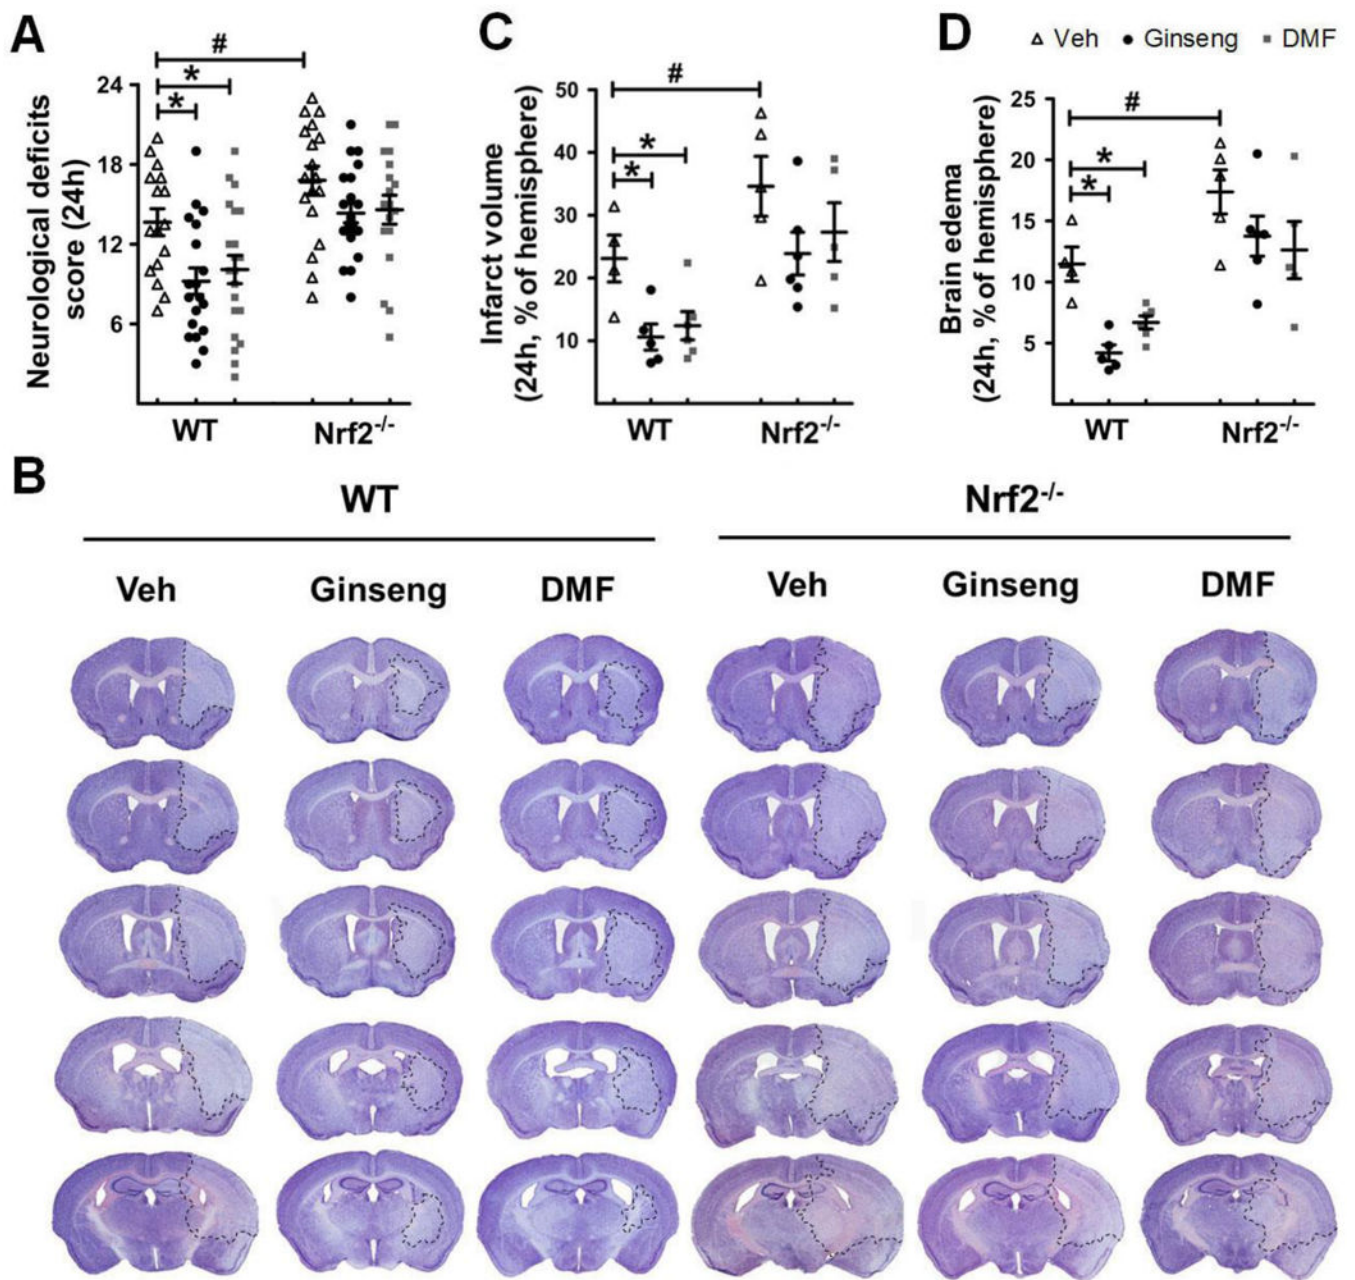 A
#
*
*
24
18
12
6
Neurological deficits
score (24h)
WT
Nrf2-/-
C
#
*
*
50
40
30
20
10
Infarct volume
(24h, % of hemisphere)
WT
Nrf2-/-
D
Veh Ginseng DMF
#
*
*
25
20
15
10
5
Brain edema
(24h, % of hemisphere)
WT
Nrf2-/-
B
WT Nrf2-/-
Veh Ginseng DMF Veh Ginseng DMF